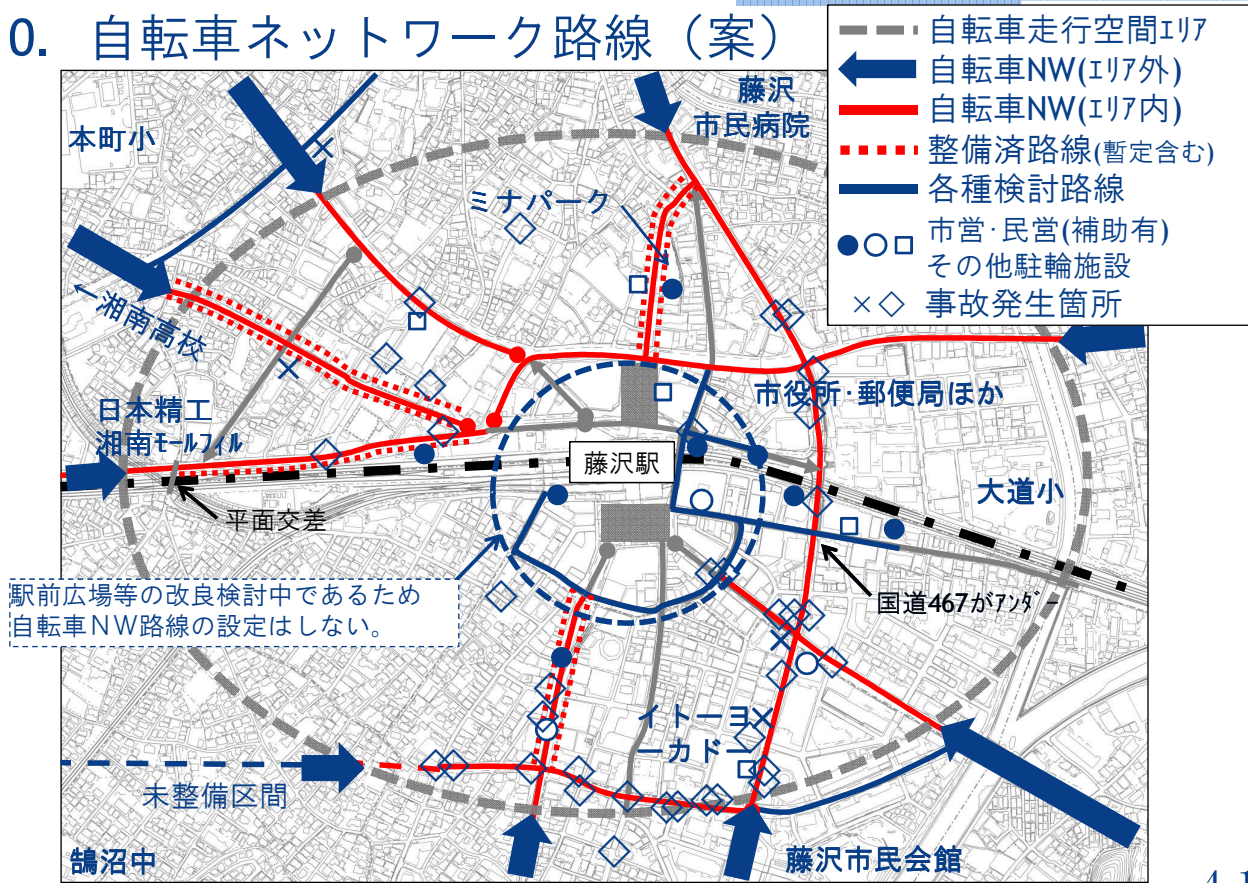 0. 自転車ネットワーク路線（案）
自転車走行空間ｴﾘｱ
自転車NW(ｴﾘｱ外)
自転車NW(ｴﾘｱ内)
整備済路線(暫定含む)
各種検討路線
●○□ 市営･民営(補助有)
その他駐輪施設
×◇ 事故発生箇所
本町小
藤沢
市民病院
ミナパーク
←湘南高校
日本精工
湘南ﾓｰﾙﾌｨﾙ
市役所･郵便局ほか
藤沢駅
平面交差
大道小
国道467がｱﾝﾀﾞｰ
駅前広場等の改良検討中であるため
自転車ＮＷ路線の設定はしない。
イトーヨ
ーカドー
未整備区間
鵠沼中
藤沢市民会館